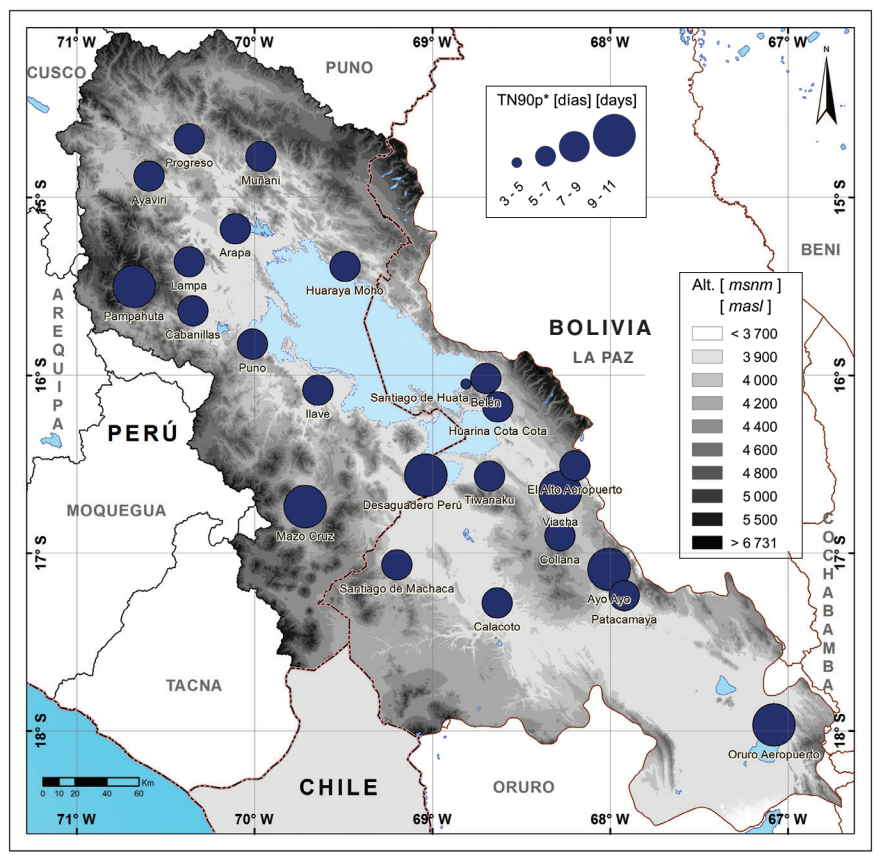 71° W
70° W
69° W
68° W
67° W
N
CUSCO
PUNO
TN90p* [días] [days]
3 - 5
5 - 7
7 - 9
9 - 11
Progreso
Muñani
Ayaviri
15° S
15° S
Arapa
BENI
Lampa
Huaraya Moho
Alt. [ msnm ]
[ masl ]
< 3 700
3 900
4 000
4 200
4 400
4 600
4 800
5 000
5 500
> 6 731
AREQUIPA
Pampahuta
Cabanillas
BOLIVIA
LA PAZ
Puno
16° S
16° S
Santiago de Huata
Belén
Ilave
PERÚ
Huarina Cota Cota
El Alto Aeropuerto
Tiwanaku
Desaguadero Perú
MOQUEGUA
Viacha
Mazo Cruz
COCHABAMBA
17° S
17° S
Collana
Santiago de Machaca
Ayo Ayo
Patacamaya
Calacoto
TACNA
18° S
18° S
Oruro Aeropuerto
Km
0 10 20 40 60
CHILE
ORURO
71° W
70° W
69° W
68° W
67° W